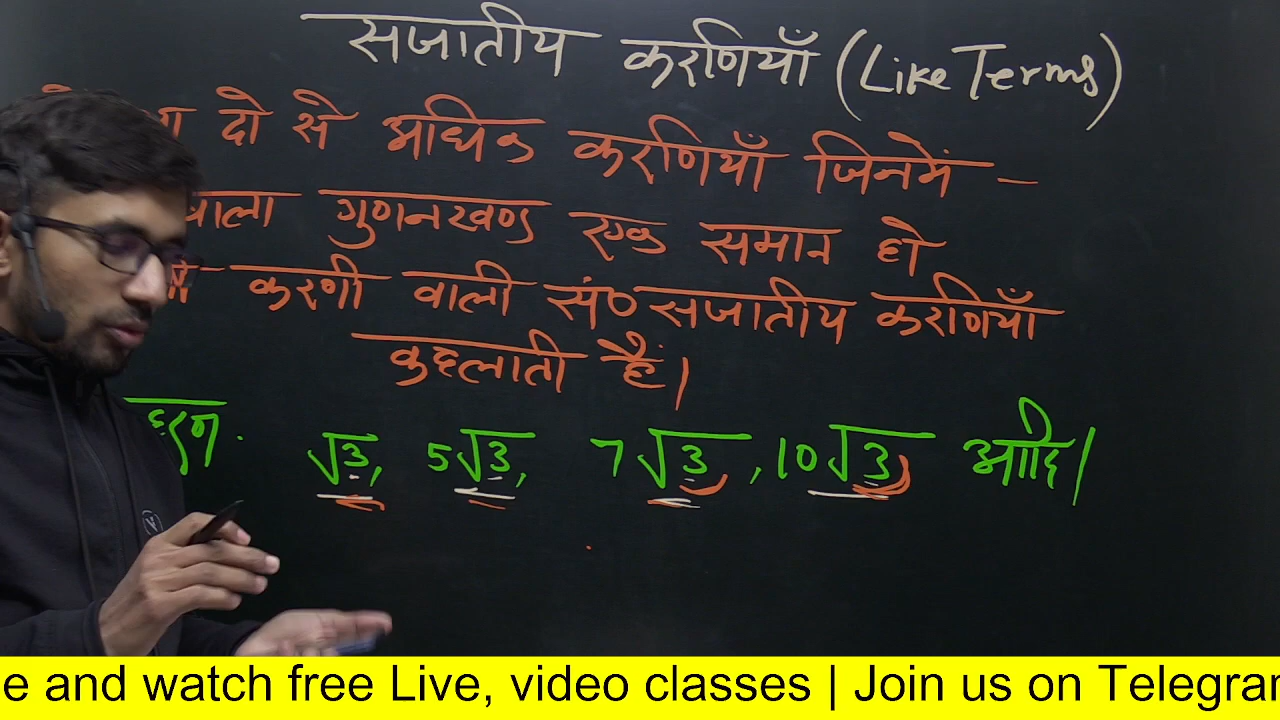 सजातीय करणियाँ (Like Terms)
दो से अधिक करणियाँ जिनमें -
वाला गुणनखण्ड एक समान हो
करणी वाली सं० सजातीय करणियाँ
कहलाती हैं।
√3, 5√3, 7√3, 10√3 आदि।
e and watch free Live, video classes | Join us on Telegra